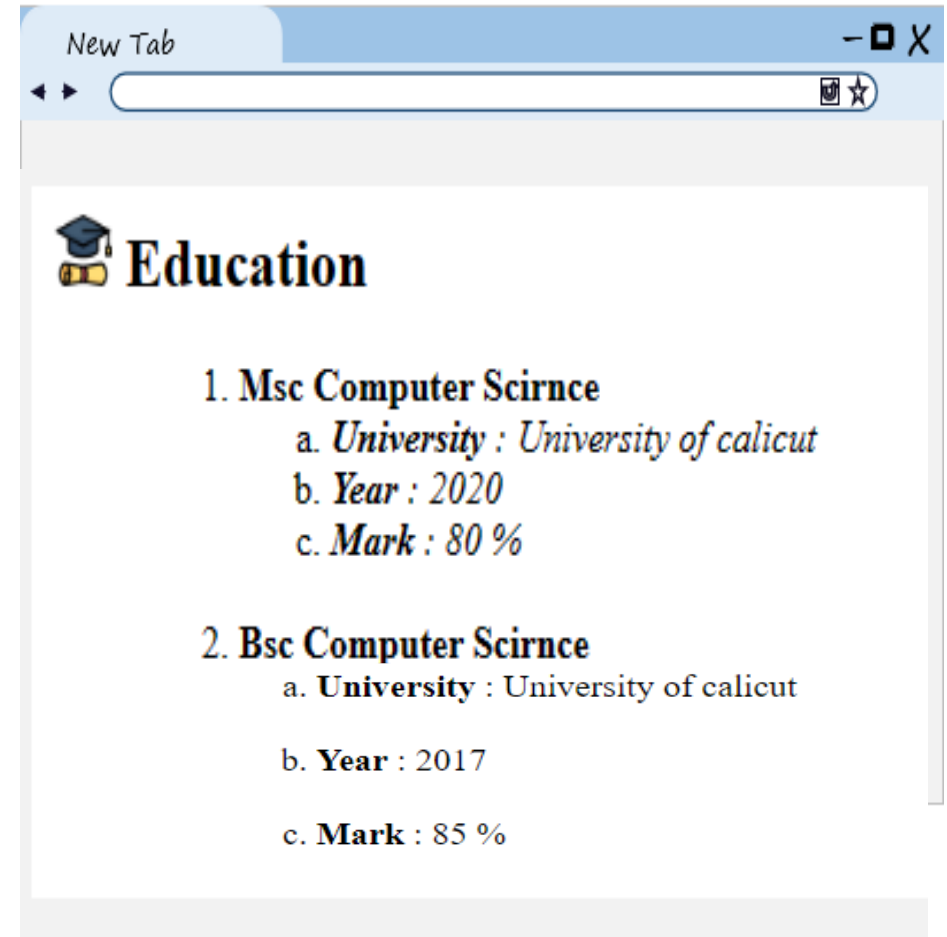 New Tab
Education
1. Msc Computer Scirnce
a. University : University of calicut
b. Year : 2020
c. Mark : 80 %
2. Bsc Computer Scirnce
a. University : University of calicut
b. Year : 2017
c. Mark : 85 %